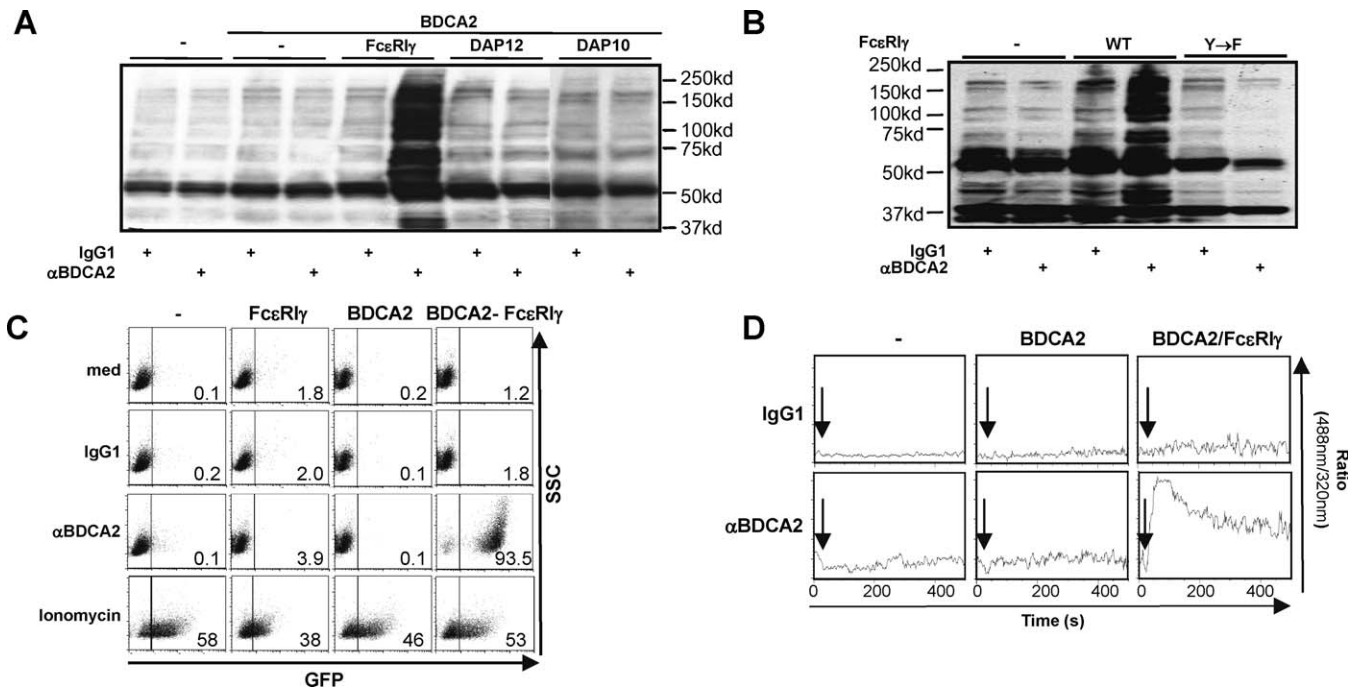 A
BDCA2
- - FcεRIγ DAP12 DAP10
250kd
150kd
100kd
75kd
50kd
37kd
IgG1 + + + + +
αBDCA2 + + + + +
B
FcεRIγ - WT Y→F
250kd
150kd
100kd
75kd
50kd
37kd
IgG1 + + +
αBDCA2 + + +
C
- FcεRIγ BDCA2 BDCA2- FcεRIγ
med 0.1 1.8 0.2 1.2
IgG1 0.2 2.0 0.1 1.8
αBDCA2 0.1 3.9 0.1 93.5
Ionomycin 58 38 46 53
SSC
GFP
D
- BDCA2 BDCA2/FcεRIγ
IgG1
αBDCA2
0 200 400 0 200 400 0 200 400
Time (s)
Ratio
(488nm/320nm)